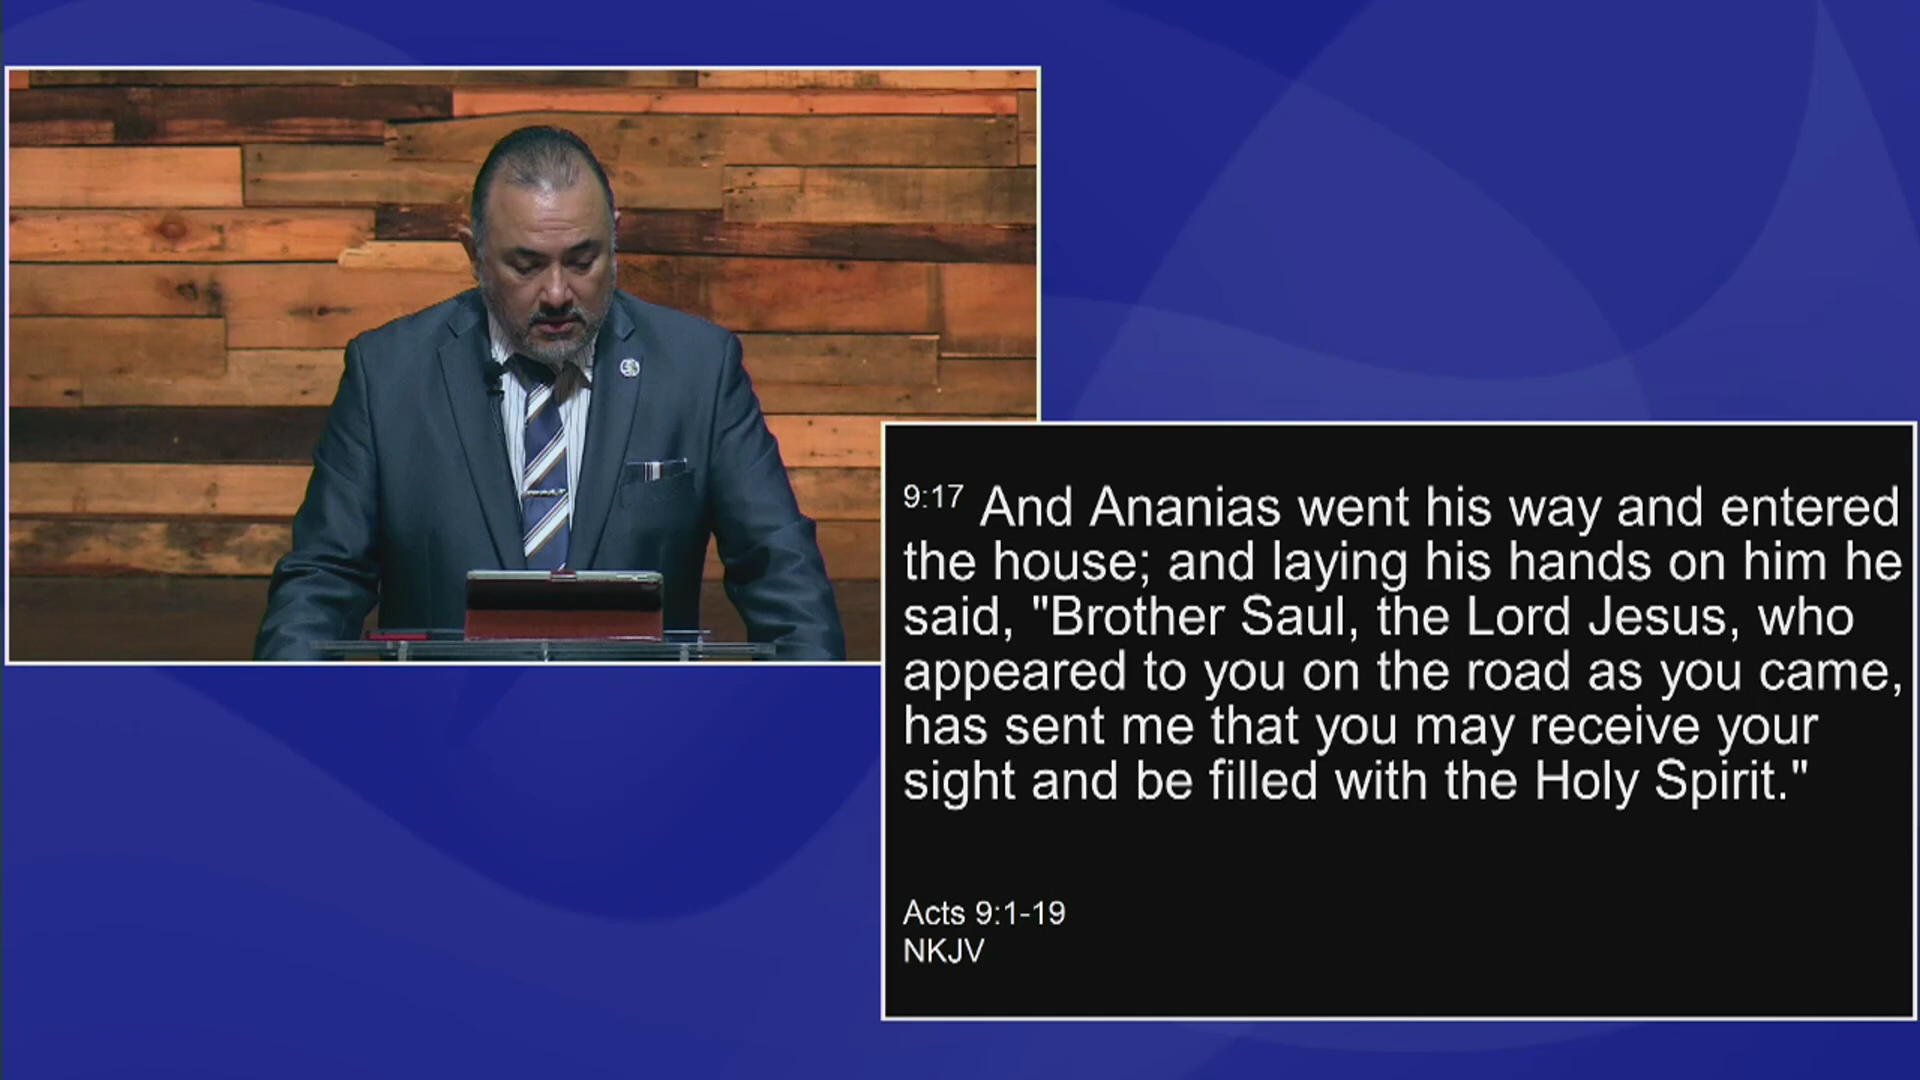 9:17 And Ananias went his way and entered
the house; and laying his hands on him he
said, "Brother Saul, the Lord Jesus, who
appeared to you on the road as you came,
has sent me that you may receive your
sight and be filled with the Holy Spirit."
Acts 9:1-19
NKJV